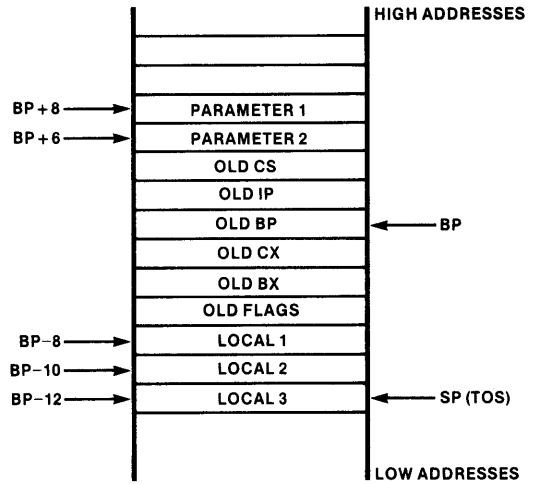 HIGH ADDRESSES
BP+8 PARAMETER 1
BP+6 PARAMETER 2
OLD CS
OLD IP
OLD BP BP
OLD CX
OLD BX
OLD FLAGS
BP−8 LOCAL 1
BP−10 LOCAL 2
BP−12 LOCAL 3 SP (TOS)
LOW ADDRESSES